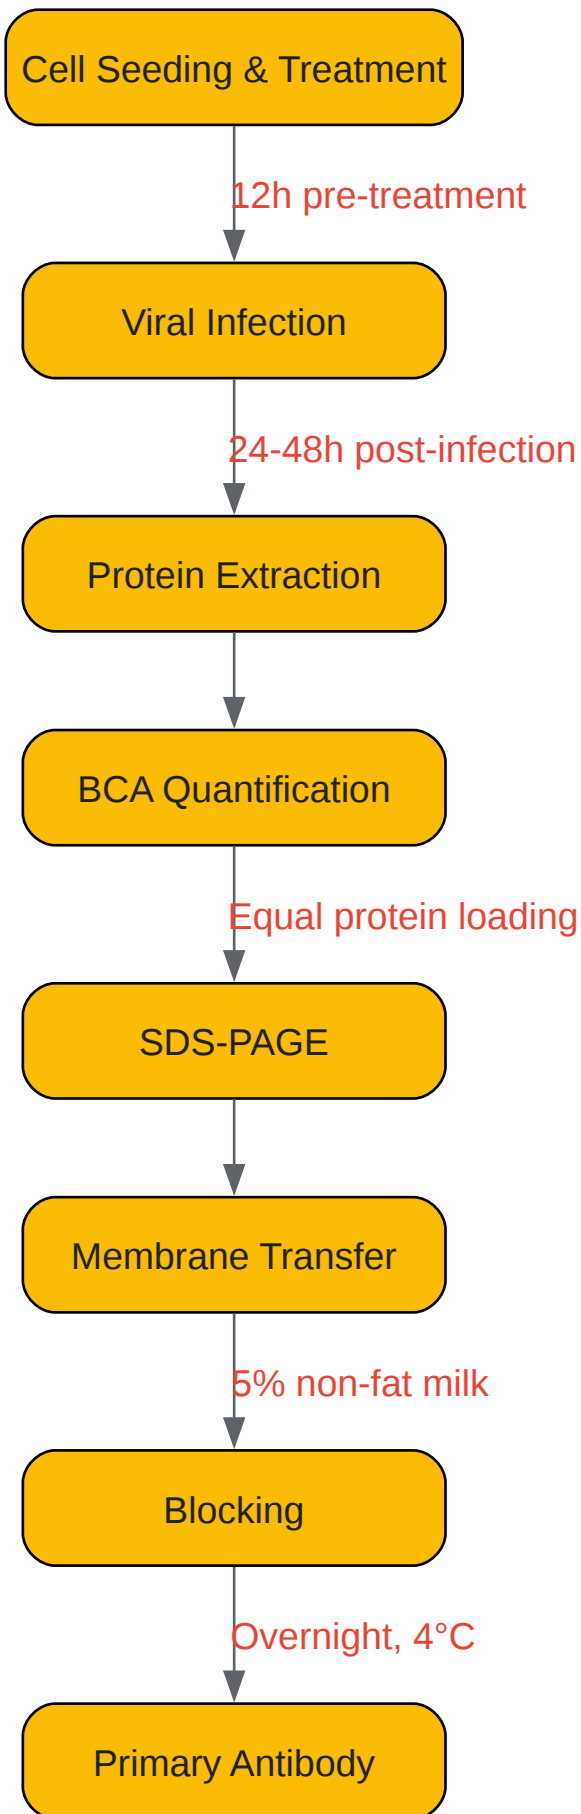 Cell Seeding & Treatment
12h pre-treatment
Viral Infection
24-48h post-infection
Protein Extraction
BCA Quantification
Equal protein loading
SDS-PAGE
Membrane Transfer
5% non-fat milk
Blocking
Overnight, 4°C
Primary Antibody